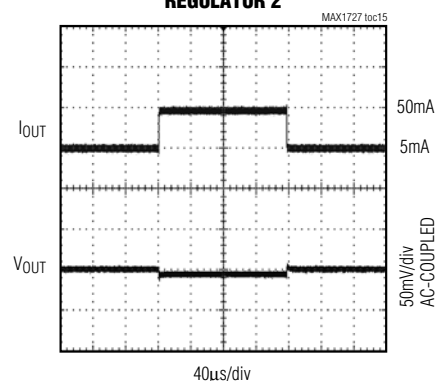 REGULATOR 2
MAX1727 toc15
IOUT
50mA
5mA
VOUT
50mV/div
AC-COUPLED
40μs/div